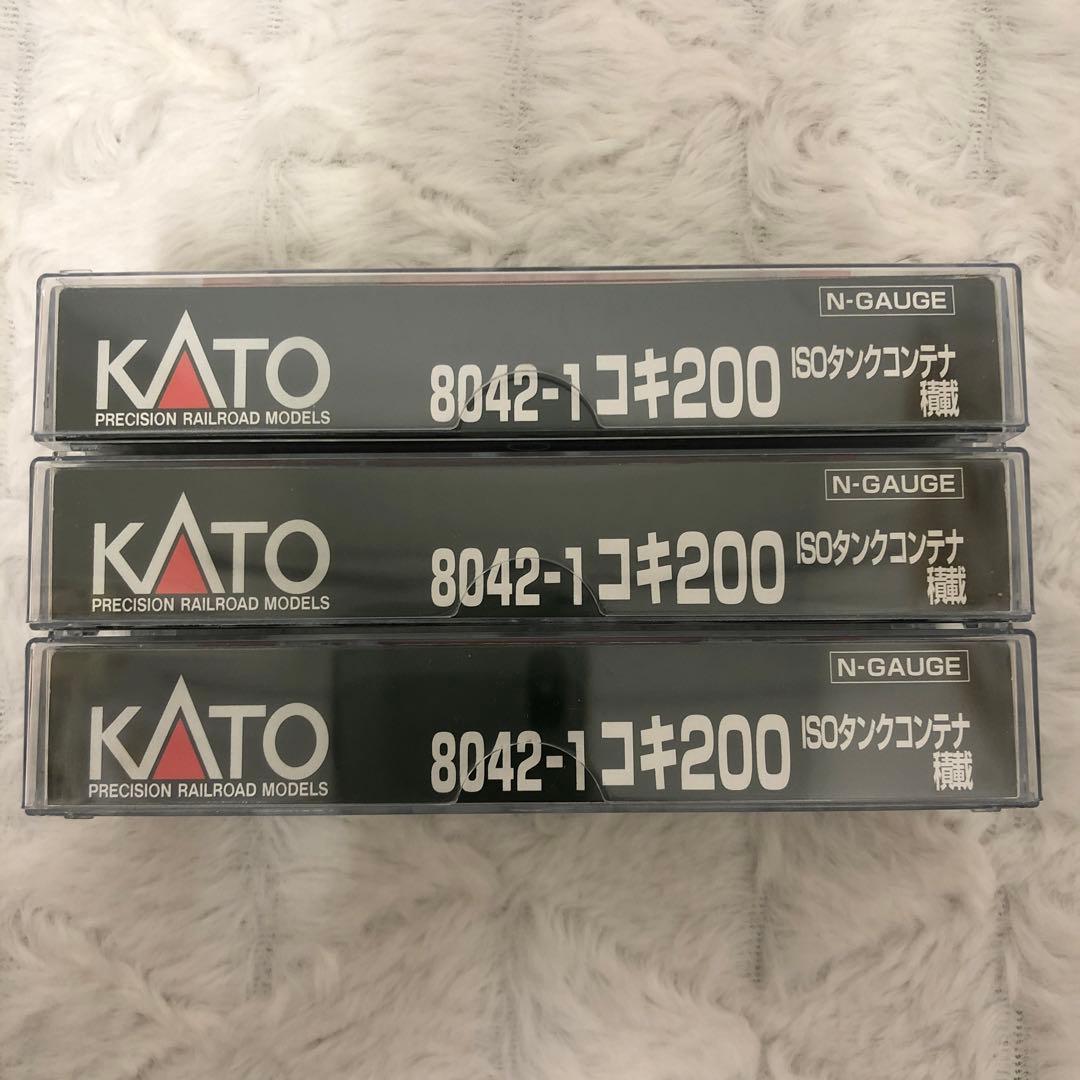 N-GAUGE
KATO
PRECISION RAILROAD MODELS
8042-1 コキ200 ISOタンクコンテナ
積載
N-GAUGE
KATO
PRECISION RAILROAD MODELS
8042-1 コキ200 ISOタンクコンテナ
積載
N-GAUGE
KATO
PRECISION RAILROAD MODELS
8042-1 コキ200 ISOタンクコンテナ
積載